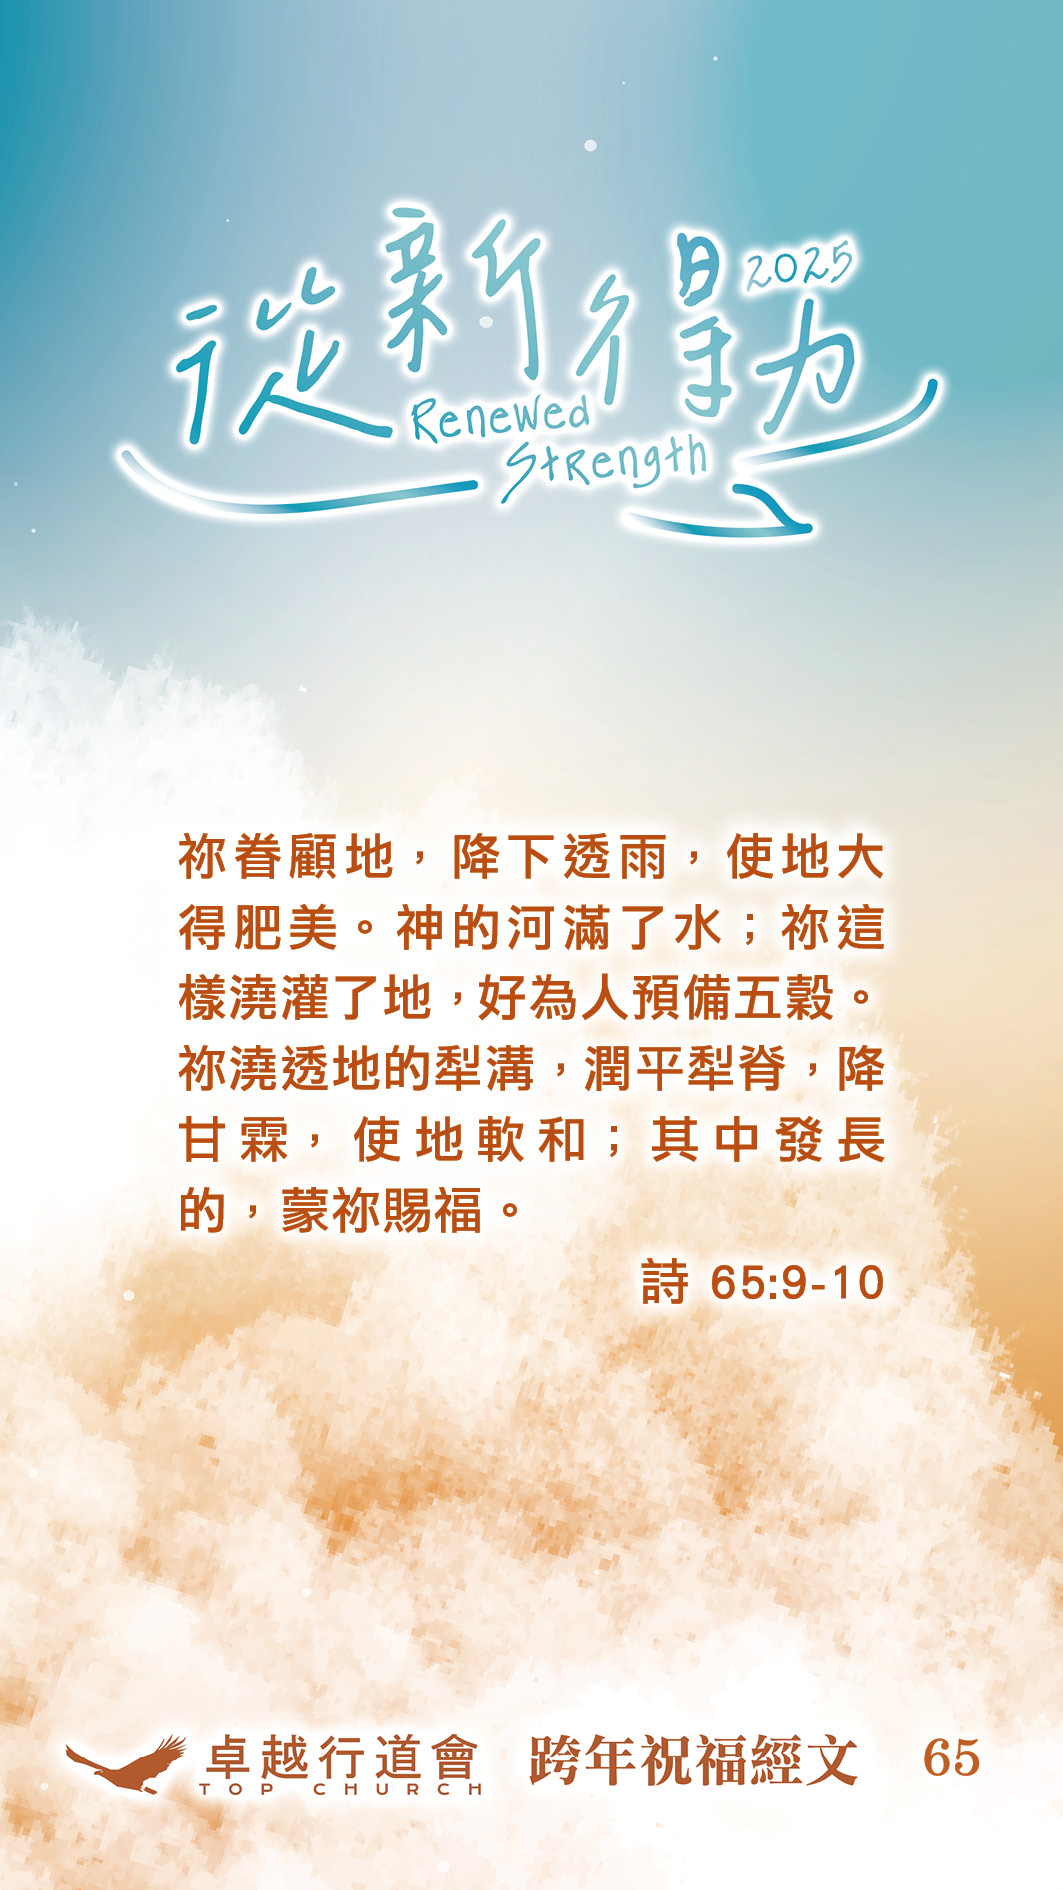 從新得力 2025
Renewed
Strength
祢眷顧地，降下透雨，使地大
得肥美。神的河滿了水；祢這
樣澆灌了地，好為人預備五穀。
祢澆透地的犁溝，潤平犁脊，降
甘霖，使地軟和；其中發長
的，蒙祢賜福。
詩 65:9-10
卓越行道會 跨年祝福經文 65
TOP CHURCH